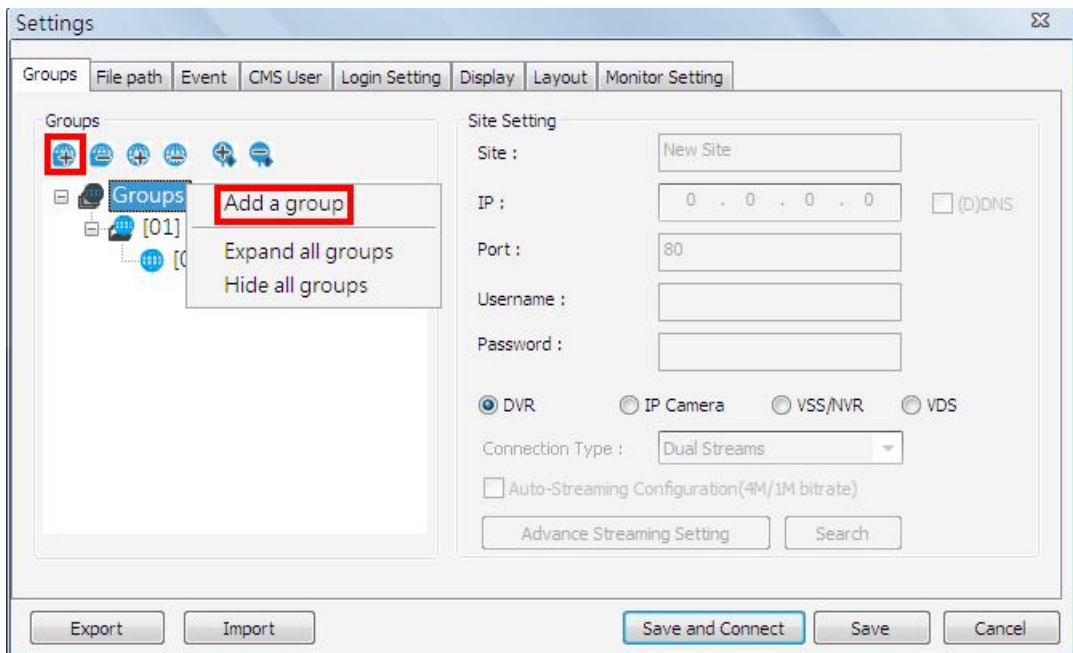 Settings
Groups File path Event CMS User Login Setting Display Layout Monitor Setting
Groups
Groups
[01]
Add a group
Expand all groups
Hide all groups
Site Setting
Site : New Site
IP : 0 . 0 . 0 . 0 (D)DNS
Port : 80
Username :
Password :
DVR IP Camera VSS/NVR VDS
Connection Type : Dual Streams
Auto-Streaming Configuration(4M/1M bitrate)
Advance Streaming Setting Search
Export Import Save and Connect Save Cancel